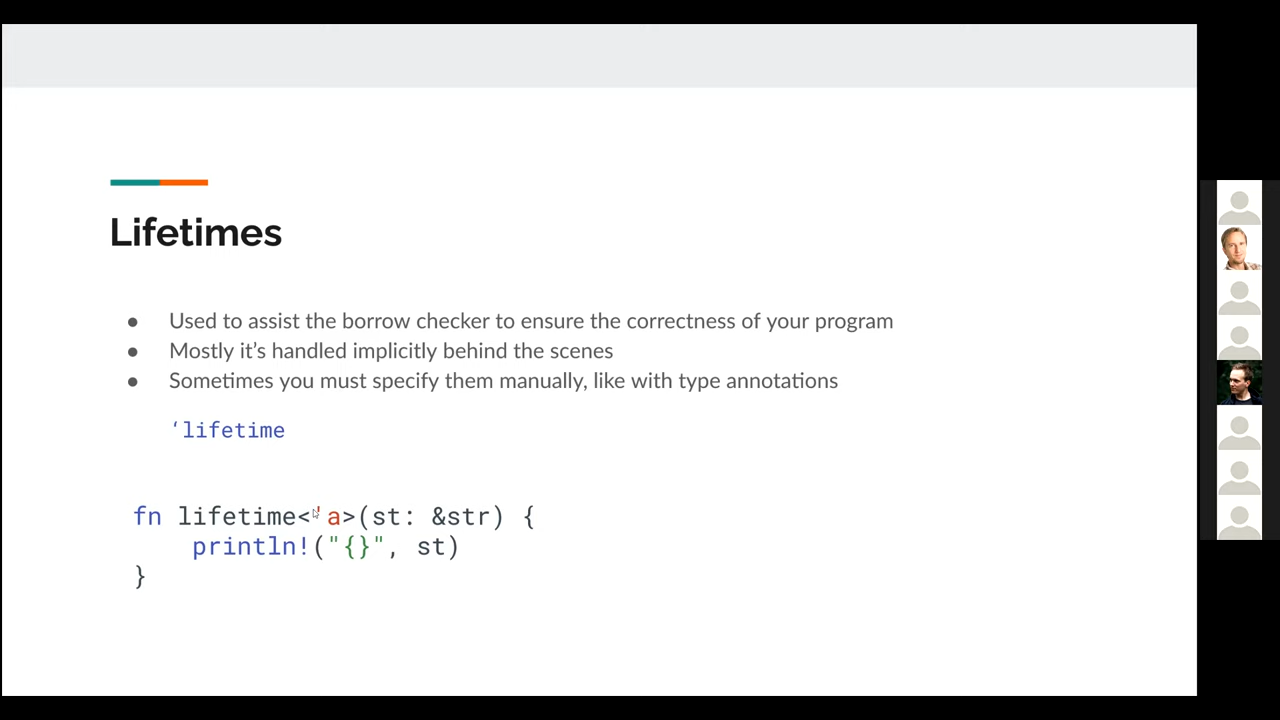 Lifetimes
● Used to assist the borrow checker to ensure the correctness of your program
● Mostly it’s handled implicitly behind the scenes
● Sometimes you must specify them manually, like with type annotations
‘lifetime
fn lifetime<'a>(st: &str) {
    println!("{}", st)
}